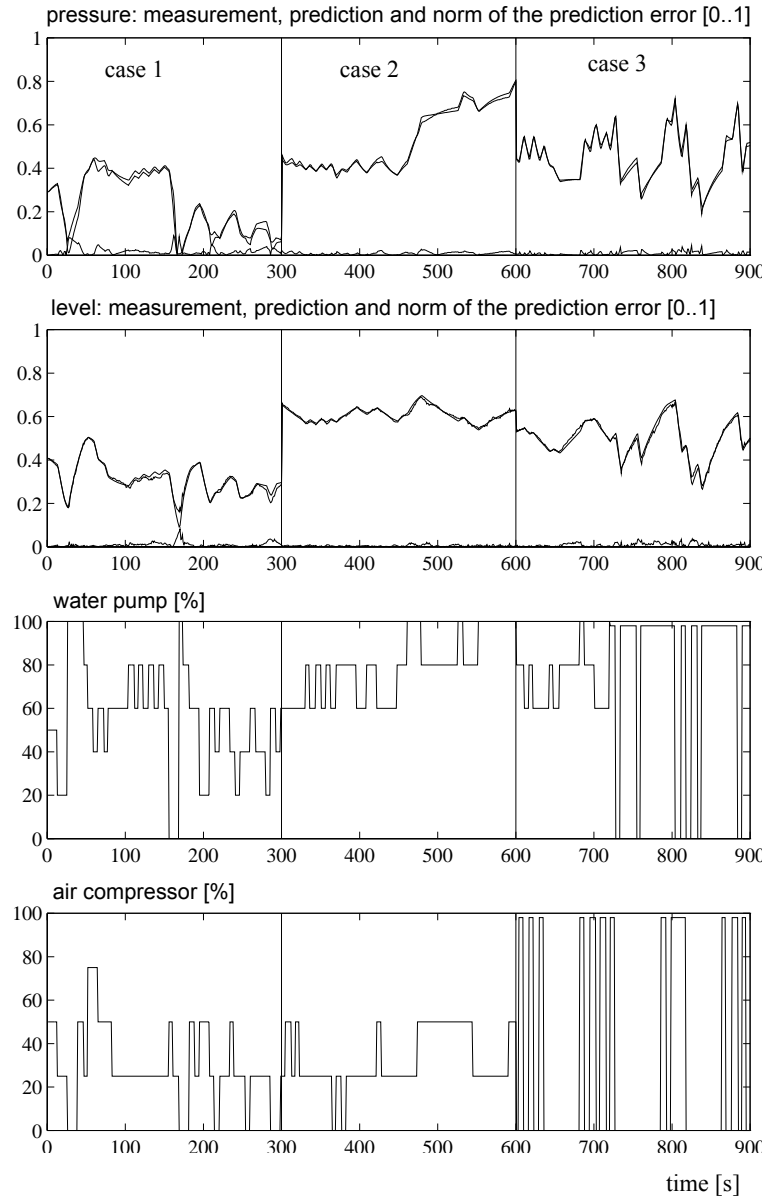 pressure: measurement, prediction and norm of the prediction error [0..1]
1
case 1 case 2 case 3
0.8
0.6
0.4
0.2
0
0 100 200 300 400 500 600 700 800 900
level: measurement, prediction and norm of the prediction error [0..1]
1
0.8
0.6
0.4
0.2
0
0 100 200 300 400 500 600 700 800 900
water pump [%]
100
80
60
40
20
0
0 100 200 300 400 500 600 700 800 900
air compressor [%]
100
80
60
40
20
0
0 100 200 300 400 500 600 700 800 900
time [s]